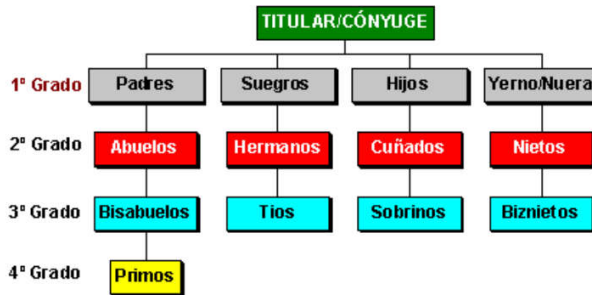 TITULAR/CÓNYUGE
1º Grado Padres Suegros Hijos Yerno/Nuera
2º Grado Abuelos Hermanos Cuñados Nietos
3º Grado Bisabuelos Tios Sobrinos Biznietos
4º Grado Primos